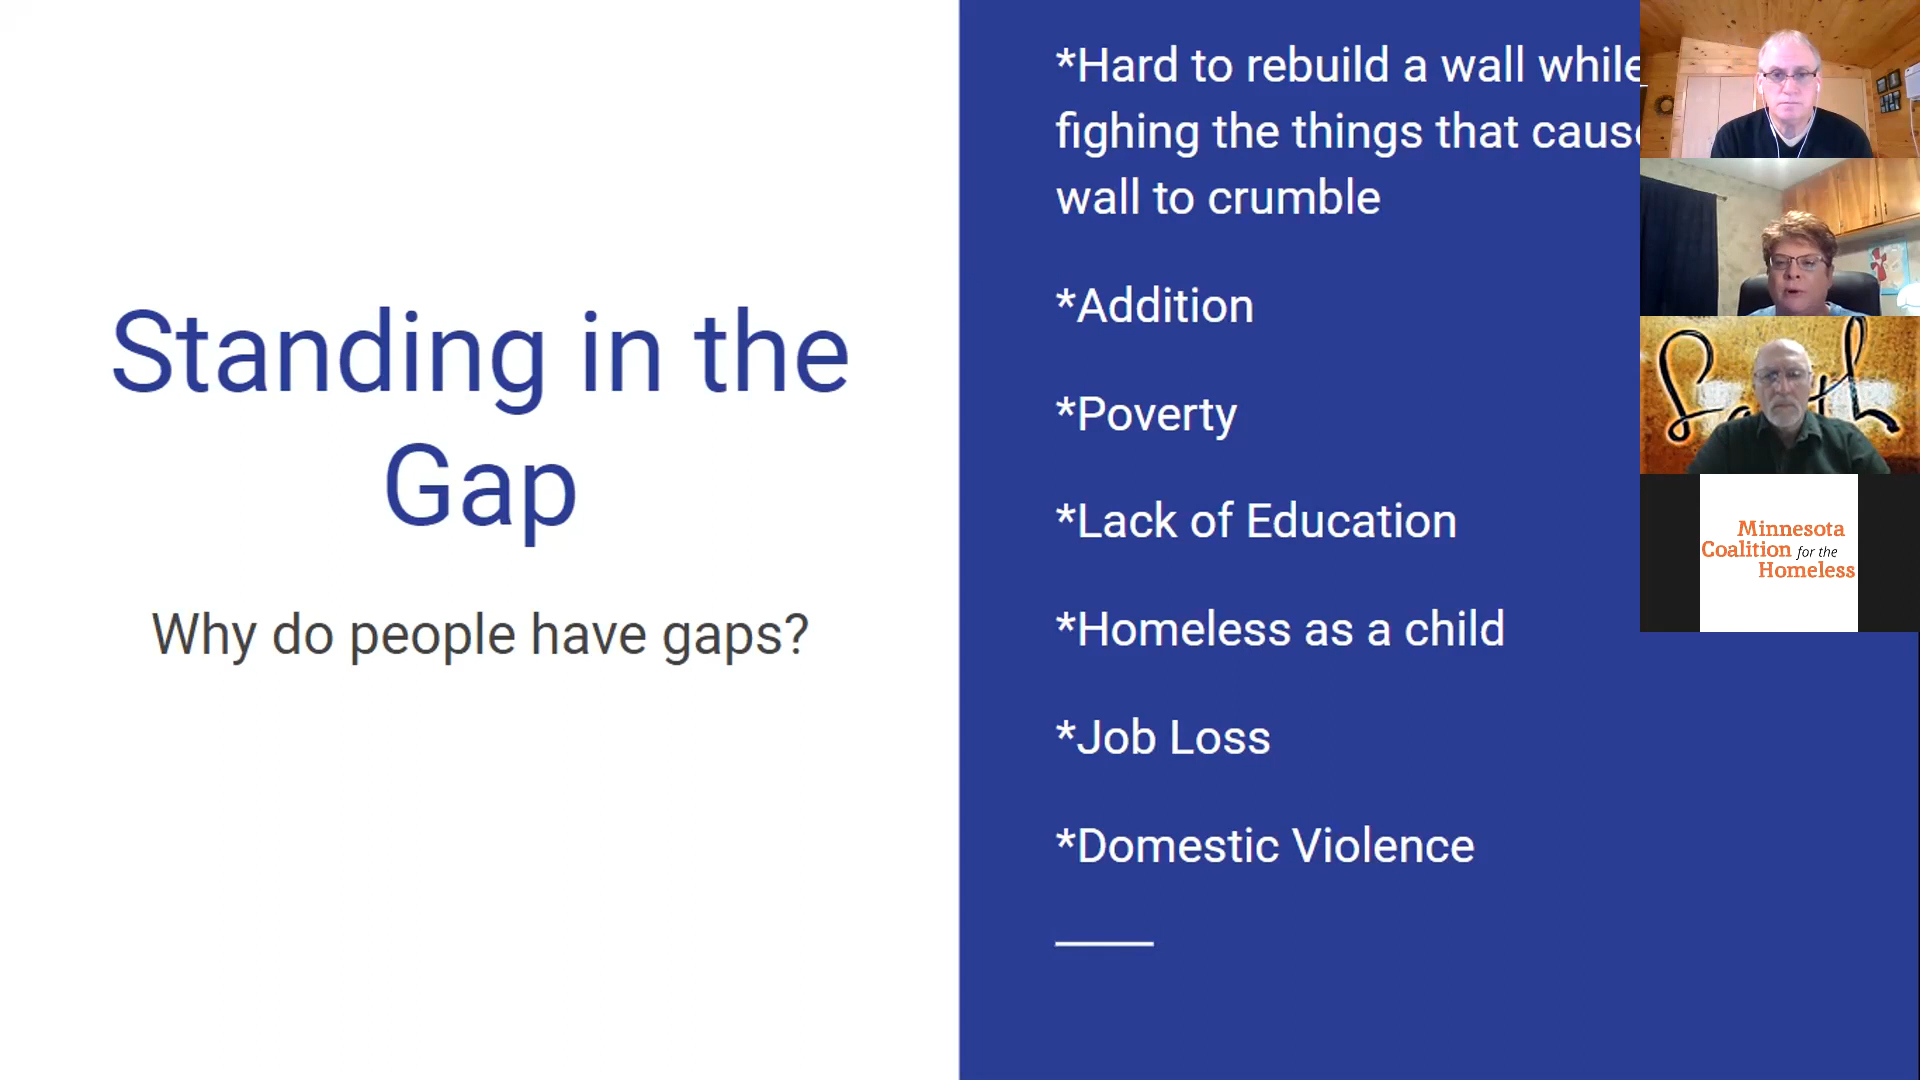 Standing in the
Gap
Why do people have gaps?
*Hard to rebuild a wall while
fighing the things that cause
wall to crumble
*Addition
*Poverty
*Lack of Education
*Homeless as a child
*Job Loss
*Domestic Violence
Minnesota
Coalition for the
Homeless